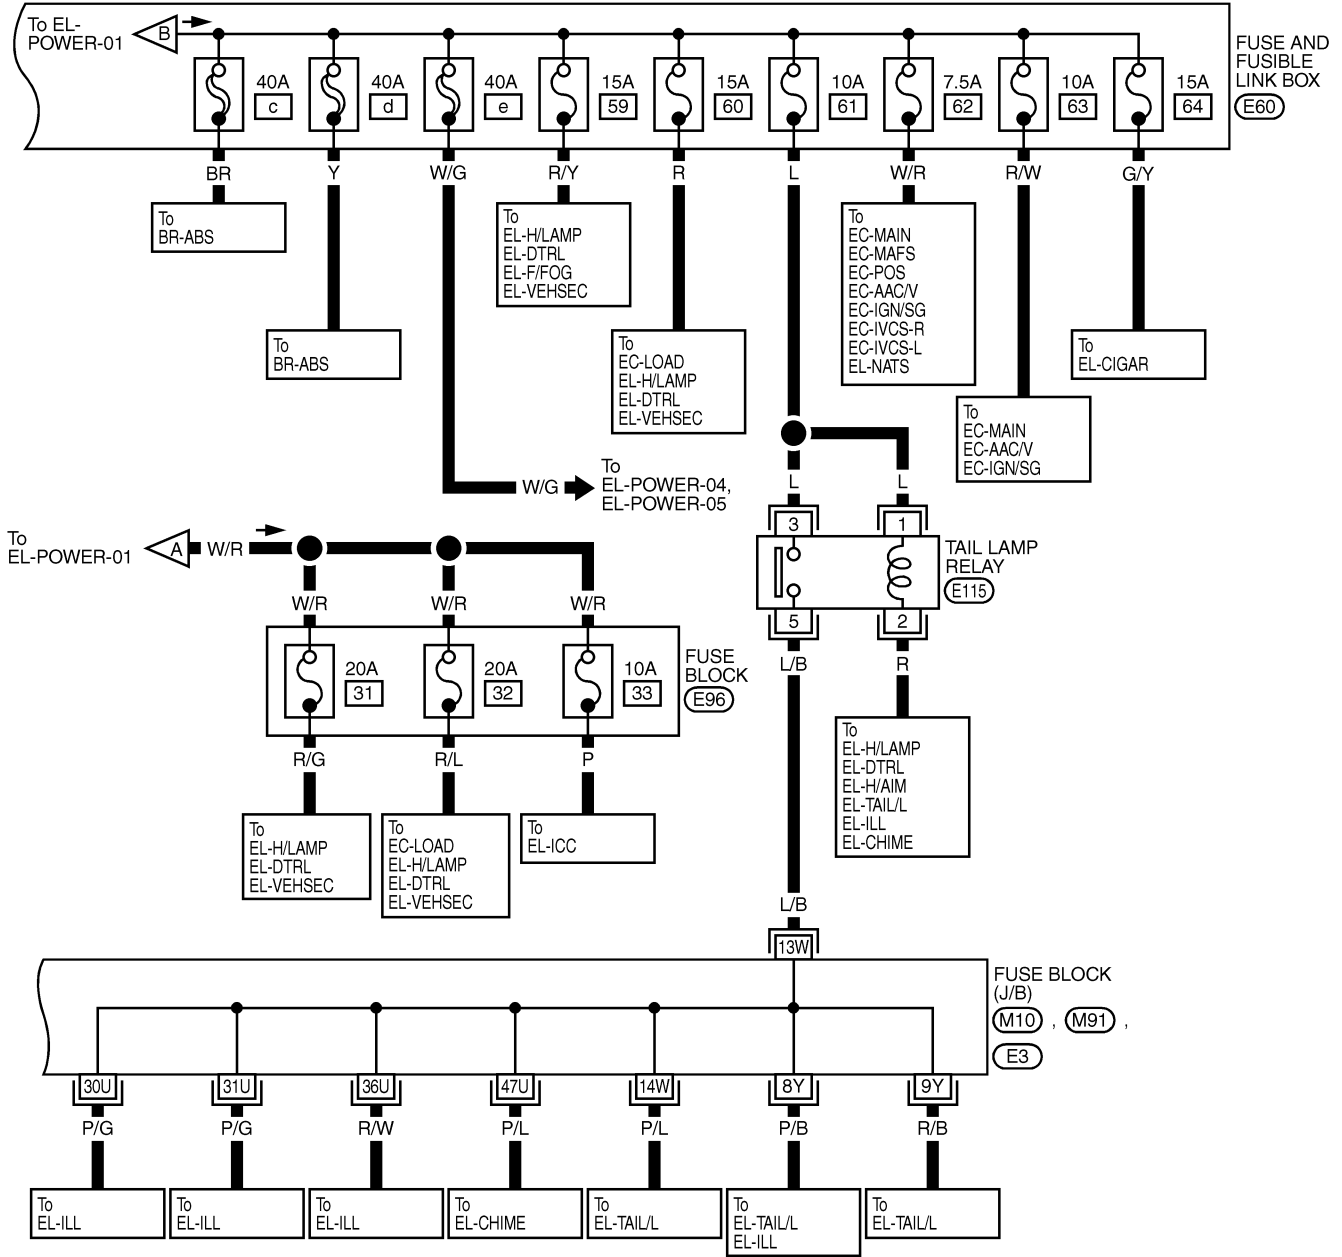 To EL-
POWER-01
B
40A
c
40A
d
40A
e
15A
59
15A
60
10A
61
7.5A
62
10A
63
15A
64
FUSE AND
FUSIBLE
LINK BOX
E60
BR
Y
W/G
R/Y
R
L
W/R
R/W
G/Y
To
BR-ABS
To
BR-ABS
To
EL-H/LAMP
EL-DTRL
EL-F/FOG
EL-VEHSEC
To
EC-LOAD
EL-H/LAMP
EL-DTRL
EL-VEHSEC
To
EC-MAIN
EC-MAFS
EC-POS
EC-AAC/V
EC-IGN/SG
EC-IVCS-R
EC-IVCS-L
EL-NATS
To
EC-MAIN
EC-AAC/V
EC-IGN/SG
To
EL-CIGAR
W/G
To
EL-POWER-04,
EL-POWER-05
L
L
3
1
TAIL LAMP
RELAY
E115
5
2
L/B
R
To
EL-H/LAMP
EL-DTRL
EL-H/AIM
EL-TAIL/L
EL-ILL
EL-CHIME
To
EL-POWER-01
A
W/R
W/R
W/R
W/R
20A
31
20A
32
10A
33
FUSE
BLOCK
E96
R/G
R/L
P
To
EL-H/LAMP
EL-DTRL
EL-VEHSEC
To
EC-LOAD
EL-H/LAMP
EL-DTRL
EL-VEHSEC
To
EL-ICC
L/B
13W
FUSE BLOCK
(J/B)
M10 , M91 ,
E3
30U
31U
36U
47U
14W
8Y
9Y
P/G
P/G
R/W
P/L
P/L
P/B
R/B
To
EL-ILL
To
EL-ILL
To
EL-ILL
To
EL-CHIME
To
EL-TAIL/L
To
EL-TAIL/L
EL-ILL
To
EL-TAIL/L